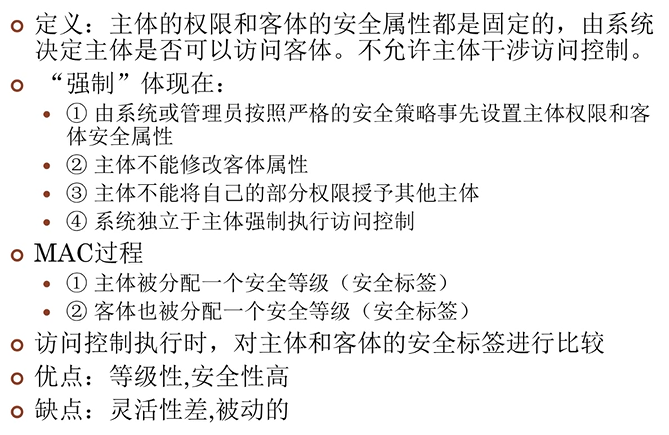 定义：主体的权限和客体的安全属性都是固定的，由系统
决定主体是否可以访问客体。不允许主体干涉访问控制。
“强制”体现在：
① 由系统或管理员按照严格的安全策略事先设置主体权限和客
体安全属性
② 主体不能修改客体属性
③ 主体不能将自己的部分权限授予其他主体
④ 系统独立于主体强制执行访问控制
MAC过程
① 主体被分配一个安全等级（安全标签）
② 客体也被分配一个安全等级（安全标签）
访问控制执行时，对主体和客体的安全标签进行比较
优点：等级性,安全性高
缺点：灵活性差,被动的